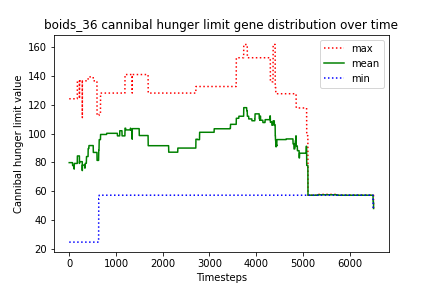 boids_36 cannibal hunger limit gene distribution over time
Cannibal hunger limit value
160
140
120
100
80
60
40
20
max
mean
min
0
1000
2000
3000
4000
5000
6000
Timesteps